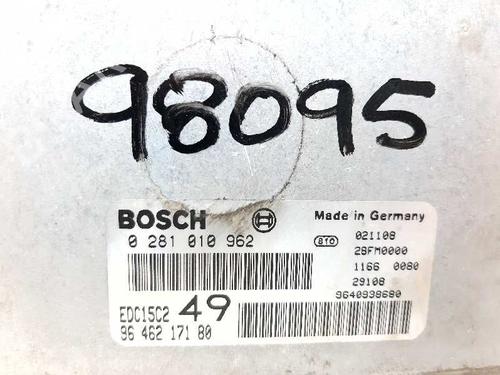 98095
BOSCH
Made in Germany
0 281 010 962
810
021108
28FM0000
1166 0080
EDC15C2 49
29108
96 462 171 80
9640938680